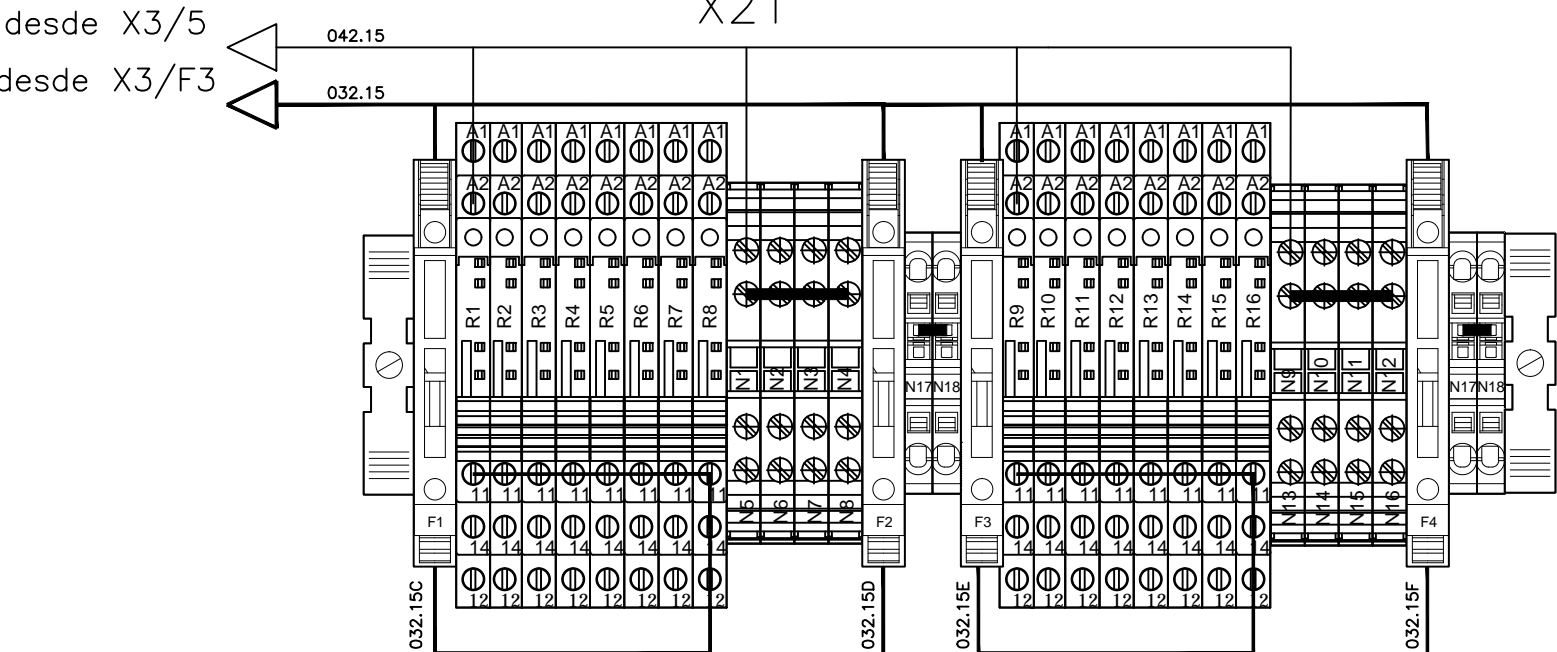 X21
desde X3/5
042.15
desde X3/F3
032.15
A1 A1 A1 A1 A1 A1 A1 A1
A1 A1 A1 A1 A1 A1 A1 A1
A2 A2 A2 A2 A2 A2 A2 A2
A2 A2 A2 A2 A2 A2 A2 A2
R1 R2 R3 R4 R5 R6 R7 R8
R9 R10 R11 R12 R13 R14 R15 R16
N1 N2 N3 N4
N17 N18
N9 N10 N11 N12
N17 N18
11 11 11 11 11 11 11 11
11 11 11 11 11 11 11 11
N5 N6 N7 N8
N13 N14 N15 N16
F1
F2
F3
F4
14 14 14 14 14 14 14 14
14 14 14 14 14 14 14 14
12 12 12 12 12 12 12 12
12 12 12 12 12 12 12 12
032.15C
032.15D
032.15E
032.15F